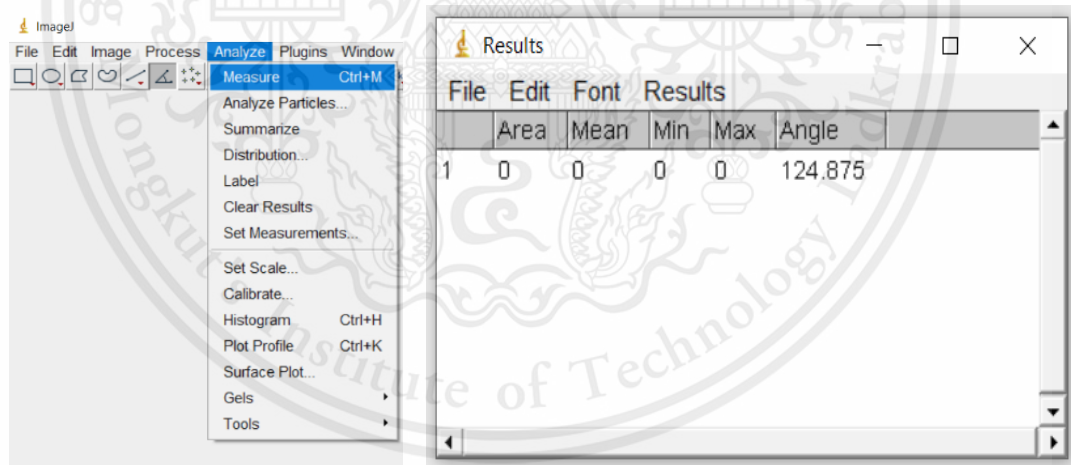 ImageJ
File Edit Image Process Analyze Plugins Window
Measure Ctrl+M
Analyze Particles...
Summarize
Distribution...
Label
Clear Results
Set Measurements...
Set Scale...
Calibrate...
Histogram Ctrl+H
Plot Profile Ctrl+K
Surface Plot...
Gels
Tools
Results
File Edit Font Results
Area Mean Min Max Angle
1 0 0 0 0 124.875
Institute of Technology